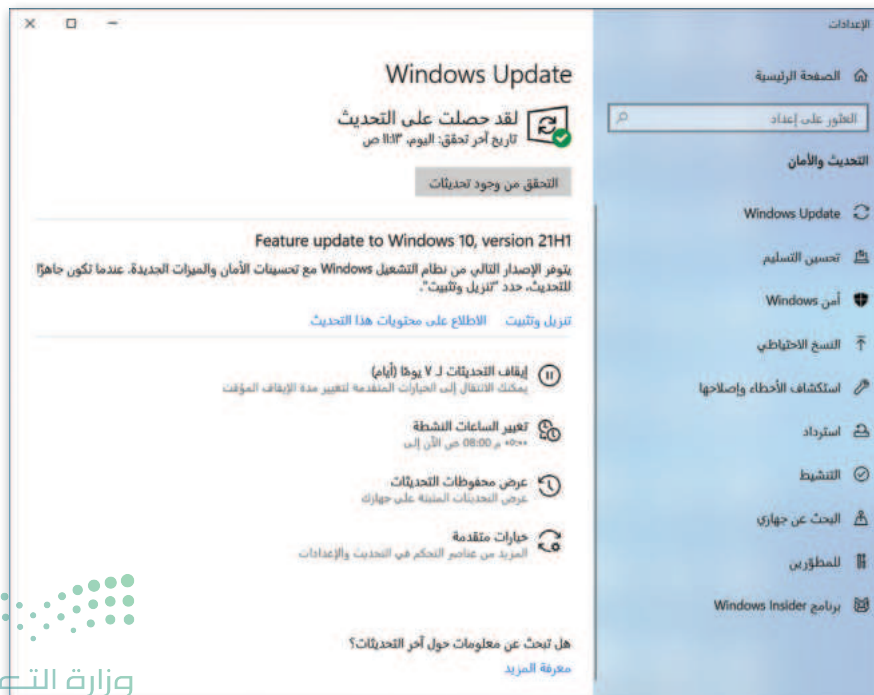 الإعدادات
الصفحة الرئيسية
العثور على إعداد
التحديث والأمان
Windows Update
تحسين التسليم
أمن Windows
النسخ الاحتياطي
استكشاف الأخطاء وإصلاحها
استرداد
التنشيط
البحث عن جهازي
للمطوّرين
برنامج Windows Insider
Windows Update
لقد حصلت على التحديث
تاريخ آخر تحقق: اليوم، ١١:١٣ ص
التحقق من وجود تحديثات
Feature update to Windows 10, version 21H1
يتوفر الإصدار التالي من نظام التشغيل Windows مع تحسينات الأمان والميزات الجديدة. عندما تكون جاهزًا
للتحديث، حدد "تنزيل وتثبيت".
تنزيل وتثبيت الاطلاع على محتويات هذا التحديث
إيقاف التحديثات لـ ٧ يومًا (أيام)
يمكنك الانتقال إلى الخيارات المتقدمة لتغيير مدة الإيقاف المؤقت
تغيير الساعات النشطة
م 08:00 ص الآن إلى
عرض محفوظات التحديثات
عرض التحديثات المثبتة على جهازك
خيارات متقدمة
المزيد من عناصر التحكم في التحديث والإعدادات
هل تبحث عن معلومات حول آخر التحديثات؟
معرفة المزيد
وزارة